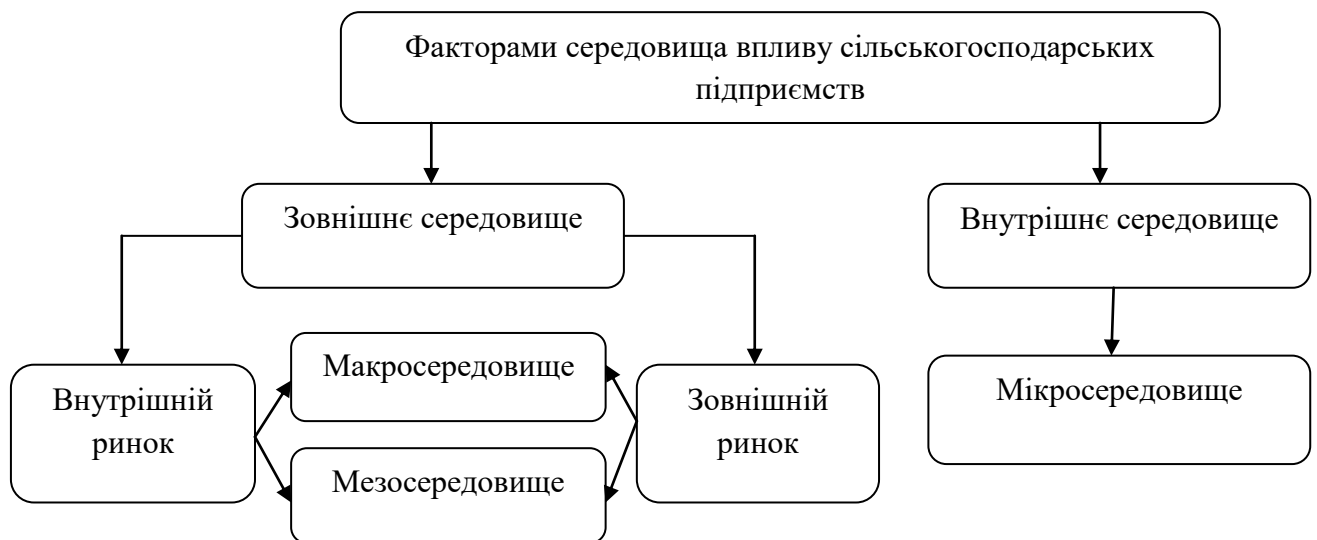 Факторами середовища впливу сільськогосподарських
підприємств
Зовнішнє середовище
Внутрішнє середовище
Внутрішній
ринок
Макросередовище
Мезосередовище
Зовнішній
ринок
Мікросередовище